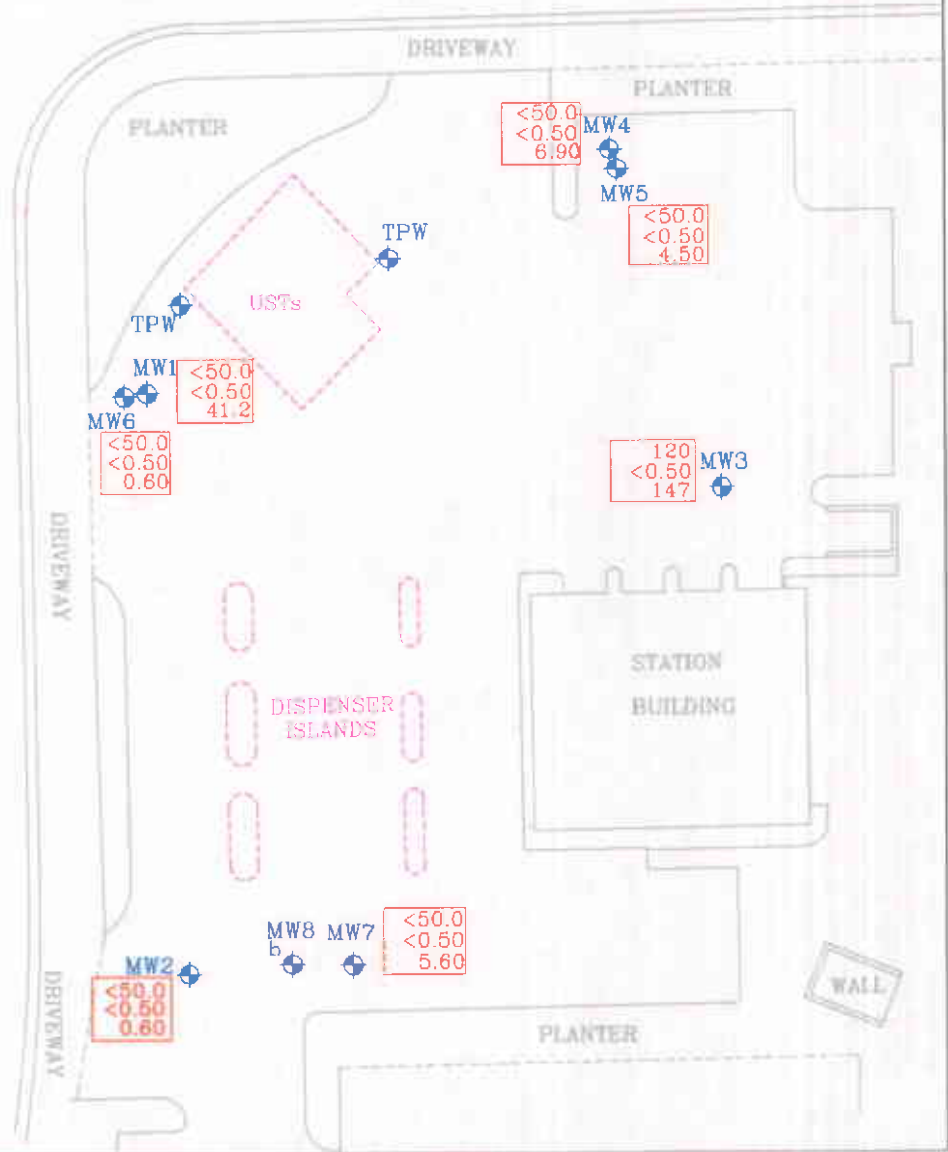 DRIVEWAY
PLANTER
PLANTER
<50.0
<0.50
6.90
MW4
MW5
<50.0
<0.50
4.50
TPW
USTs
TPW
MW1
<50.0
<0.50
41.2
MW6
<50.0
<0.50
0.60
120
<0.50
147
MW3
DRIVEWAY
STATION
BUILDING
DISPENSER
ISLANDS
MW8
b
MW7
<50.0
<0.50
5.60
MW2
<50.0
<0.50
0.60
DRIVEWAY
WALL
PLANTER